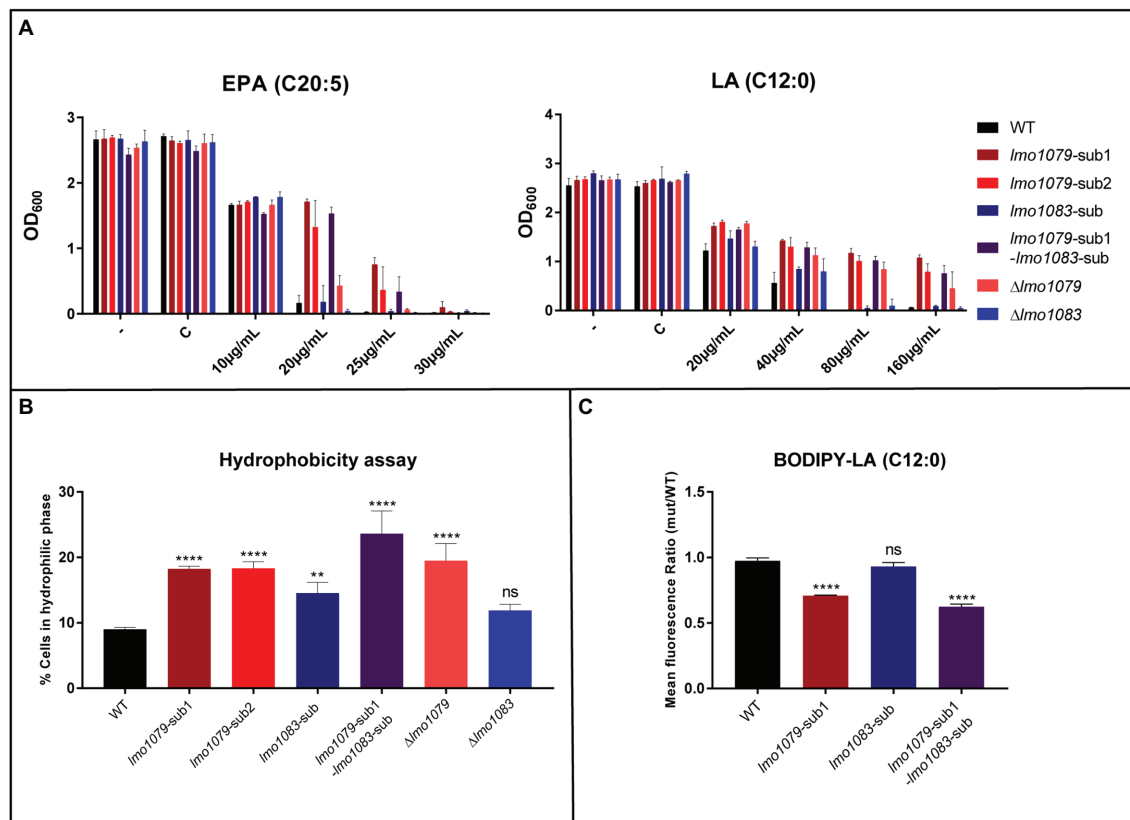 A
EPA (C20:5)
OD600
3
2
1
0
-
C
10µg/mL
20µg/mL
25µg/mL
30µg/mL
LA (C12:0)
OD600
4
3
2
1
0
-
C
20µg/mL
40µg/mL
80µg/mL
160µg/mL
WT
lmo1079-sub1
lmo1079-sub2
lmo1083-sub
lmo1079-sub1
-lmo1083-sub
Δlmo1079
Δlmo1083
B
Hydrophobicity assay
% Cells in hydrophilic phase
30
20
10
0
****
****
**
****
****
ns
WT
lmo1079-sub1
lmo1079-sub2
lmo1083-sub
lmo1079-sub1
-lmo1083-sub
Δlmo1079
Δlmo1083
C
BODIPY-LA (C12:0)
Mean fluorescence Ratio (mut/WT)
1.5
1.0
0.5
0.0
****
ns
****
WT
lmo1079-sub1
lmo1083-sub
lmo1079-sub1
-lmo1083-sub